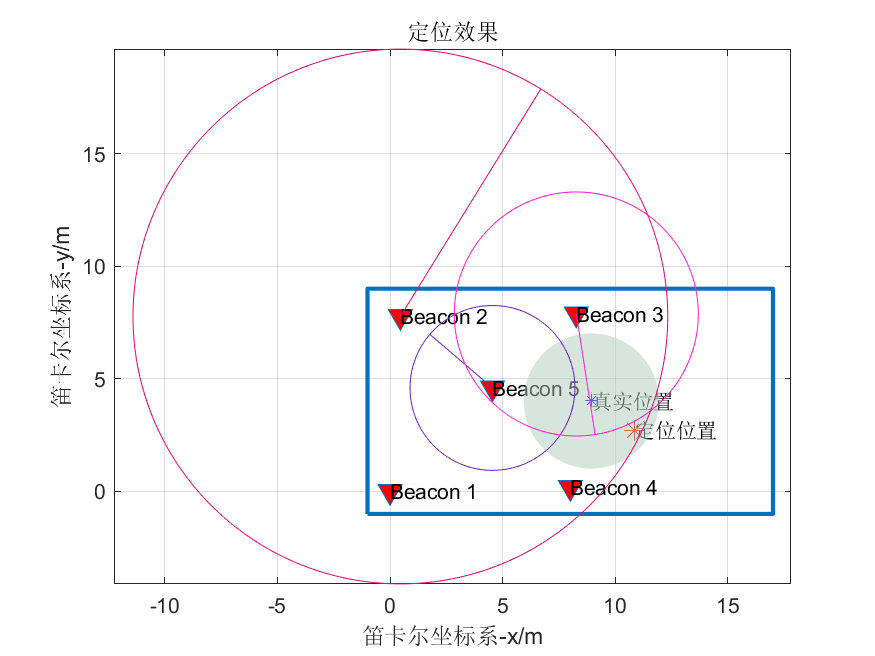 定位效果
15
10
5
0
-10
-5
0
5
10
15
笛卡尔坐标系-y/m
笛卡尔坐标系-x/m
Beacon 2
Beacon 3
Beacon 5
真实位置
定位位置
Beacon 1
Beacon 4